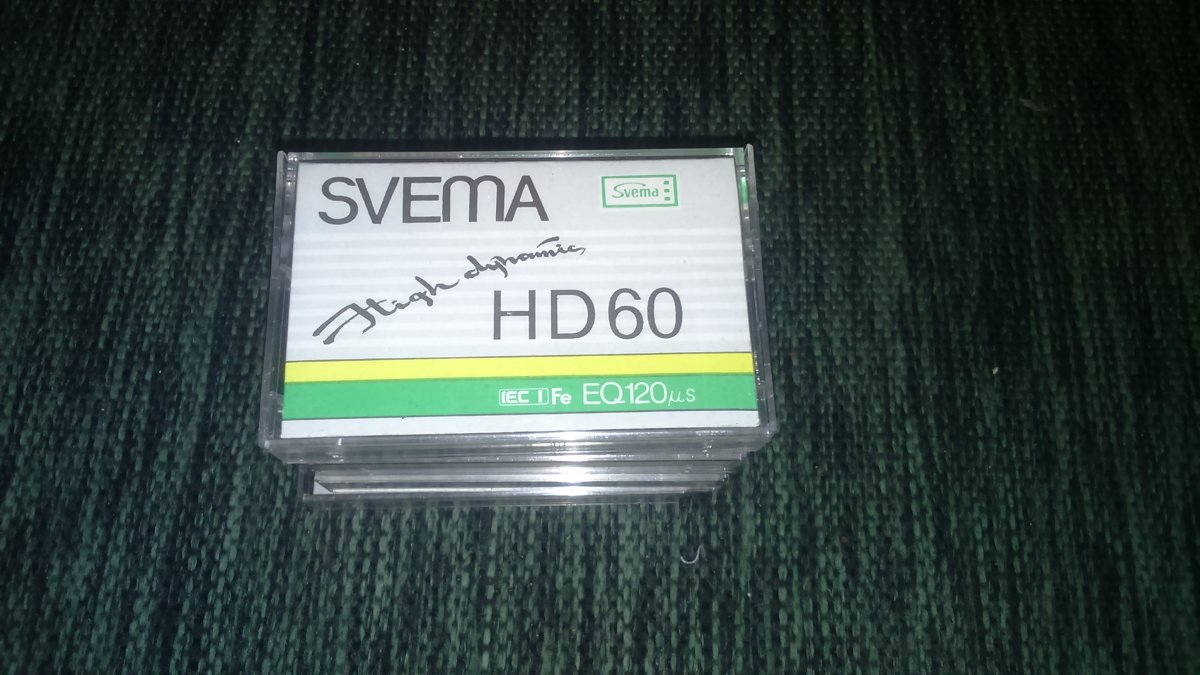 SVEMA
Svema
High dynamic
HD60
IEC I Fe EQ120μs